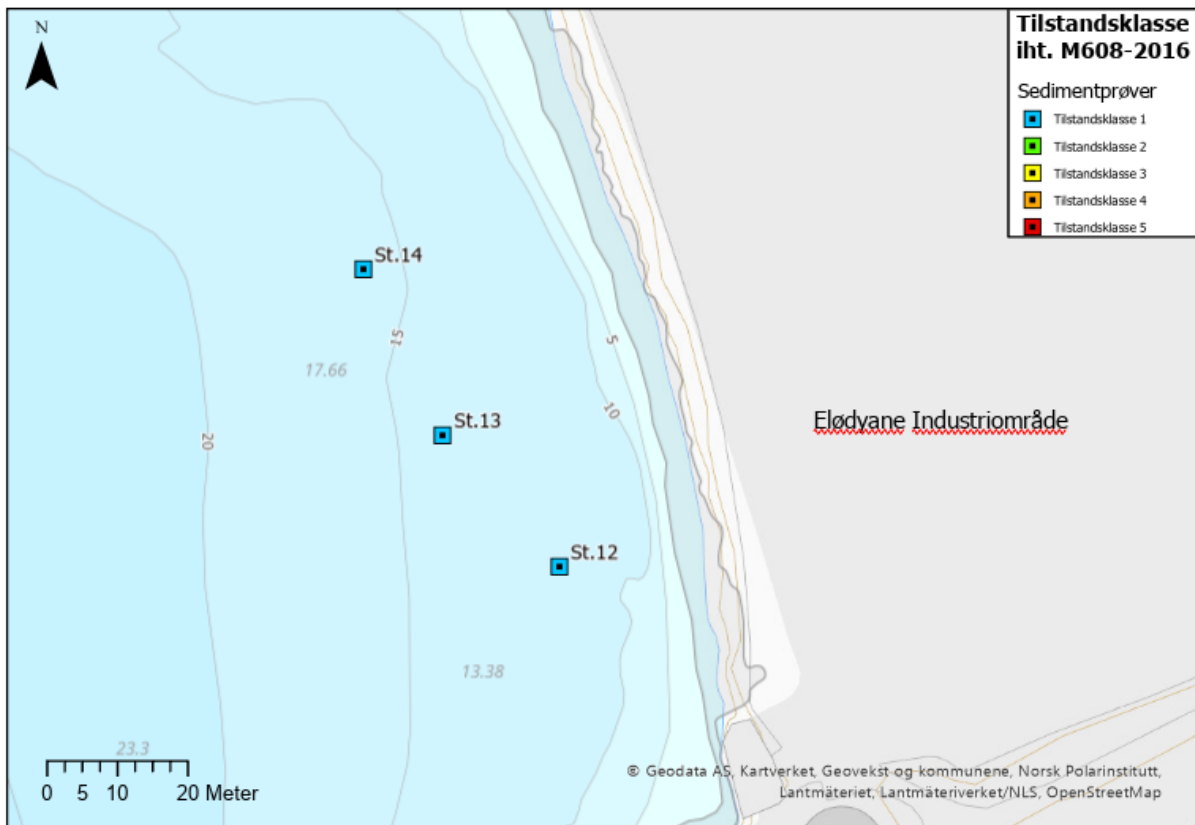 N
Tilstandsklasse
iht. M608-2016
Sedimentprøver
Tilstandsklasse 1
Tilstandsklasse 2
Tilstandsklasse 3
Tilstandsklasse 4
Tilstandsklasse 5
St.14
15
5
17.66
10
St.13
Elødyane Industriområde
20
St.12
13.38
23.3
0 5 10 20 Meter
© Geodata AS, Kartverket, Geovekst og kommunene, Norsk Polarinstitutt,
Lantmäteriet, Lantmäteriverket/NLS, OpenStreetMap